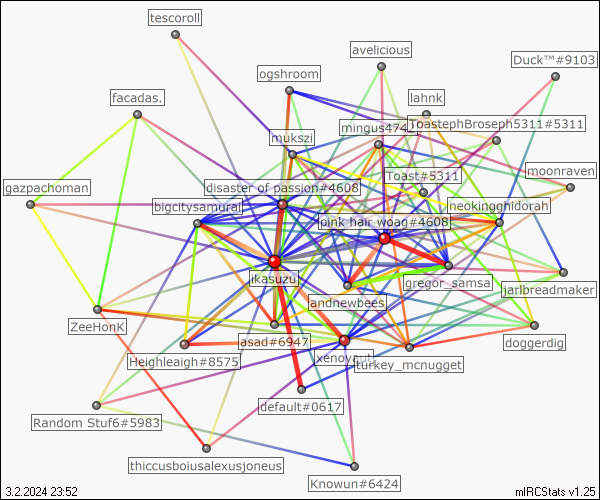 tescoroll
avelicious
Duck™#9103
ogshroom
facadas.
lahnk
ToastephBroseph5311#5311
mingus474
mukszi
moonraven
Toast#5311
gazpachoman
disaster of passion#4608
bigcitysamurai
neokingghidorah
pink hair woag#4608
jikasuzu
gregor_samsa
jarlbreadmaker
andnewbees
ZeeHonK
asad#6947
doggerdig
Heighleaigh#8575
xenoyaut
turkey_mcnugget
default#0617
Random Stuf6#5983
thiccusboiusalexusjoneus
Knowun#6424
3.2.2024 23:52
mIRCStats v1.25